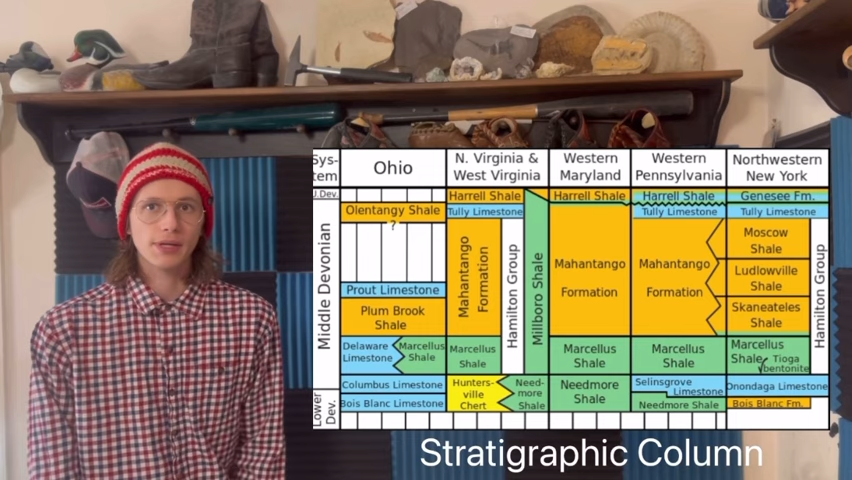 Sys-
tem
Ohio
N. Virginia &
West Virginia
Western
Maryland
Western
Pennsylvania
Northwestern
New York
U.Dev.
Harrell Shale
Harrell Shale
Harrell Shale
Genesee Fm.
Middle Devonian
Olentangy Shale
?
Tully Limestone
Tully Limestone
Tully Limestone
Prout Limestone
Plum Brook
Shale
Mahantango
Formation
Hamilton Group
Millboro Shale
Mahantango
Formation
Mahantango
Formation
Moscow
Shale
Ludlowville
Shale
Skaneateles
Shale
Hamilton Group
Delaware
Limestone
Marcellus
Shale
Marcellus
Shale
Marcellus
Shale
Marcellus
Shale
Marcellus
Shale
Tioga
bentonite
Lower
Dev.
Columbus Limestone
Bois Blanc Limestone
Hunters-
ville
Chert
Need-
more
Shale
Needmore
Shale
Selinsgrove
Limestone
Needmore Shale
Onondaga Limestone
Bois Blanc Fm.
Stratigraphic Column